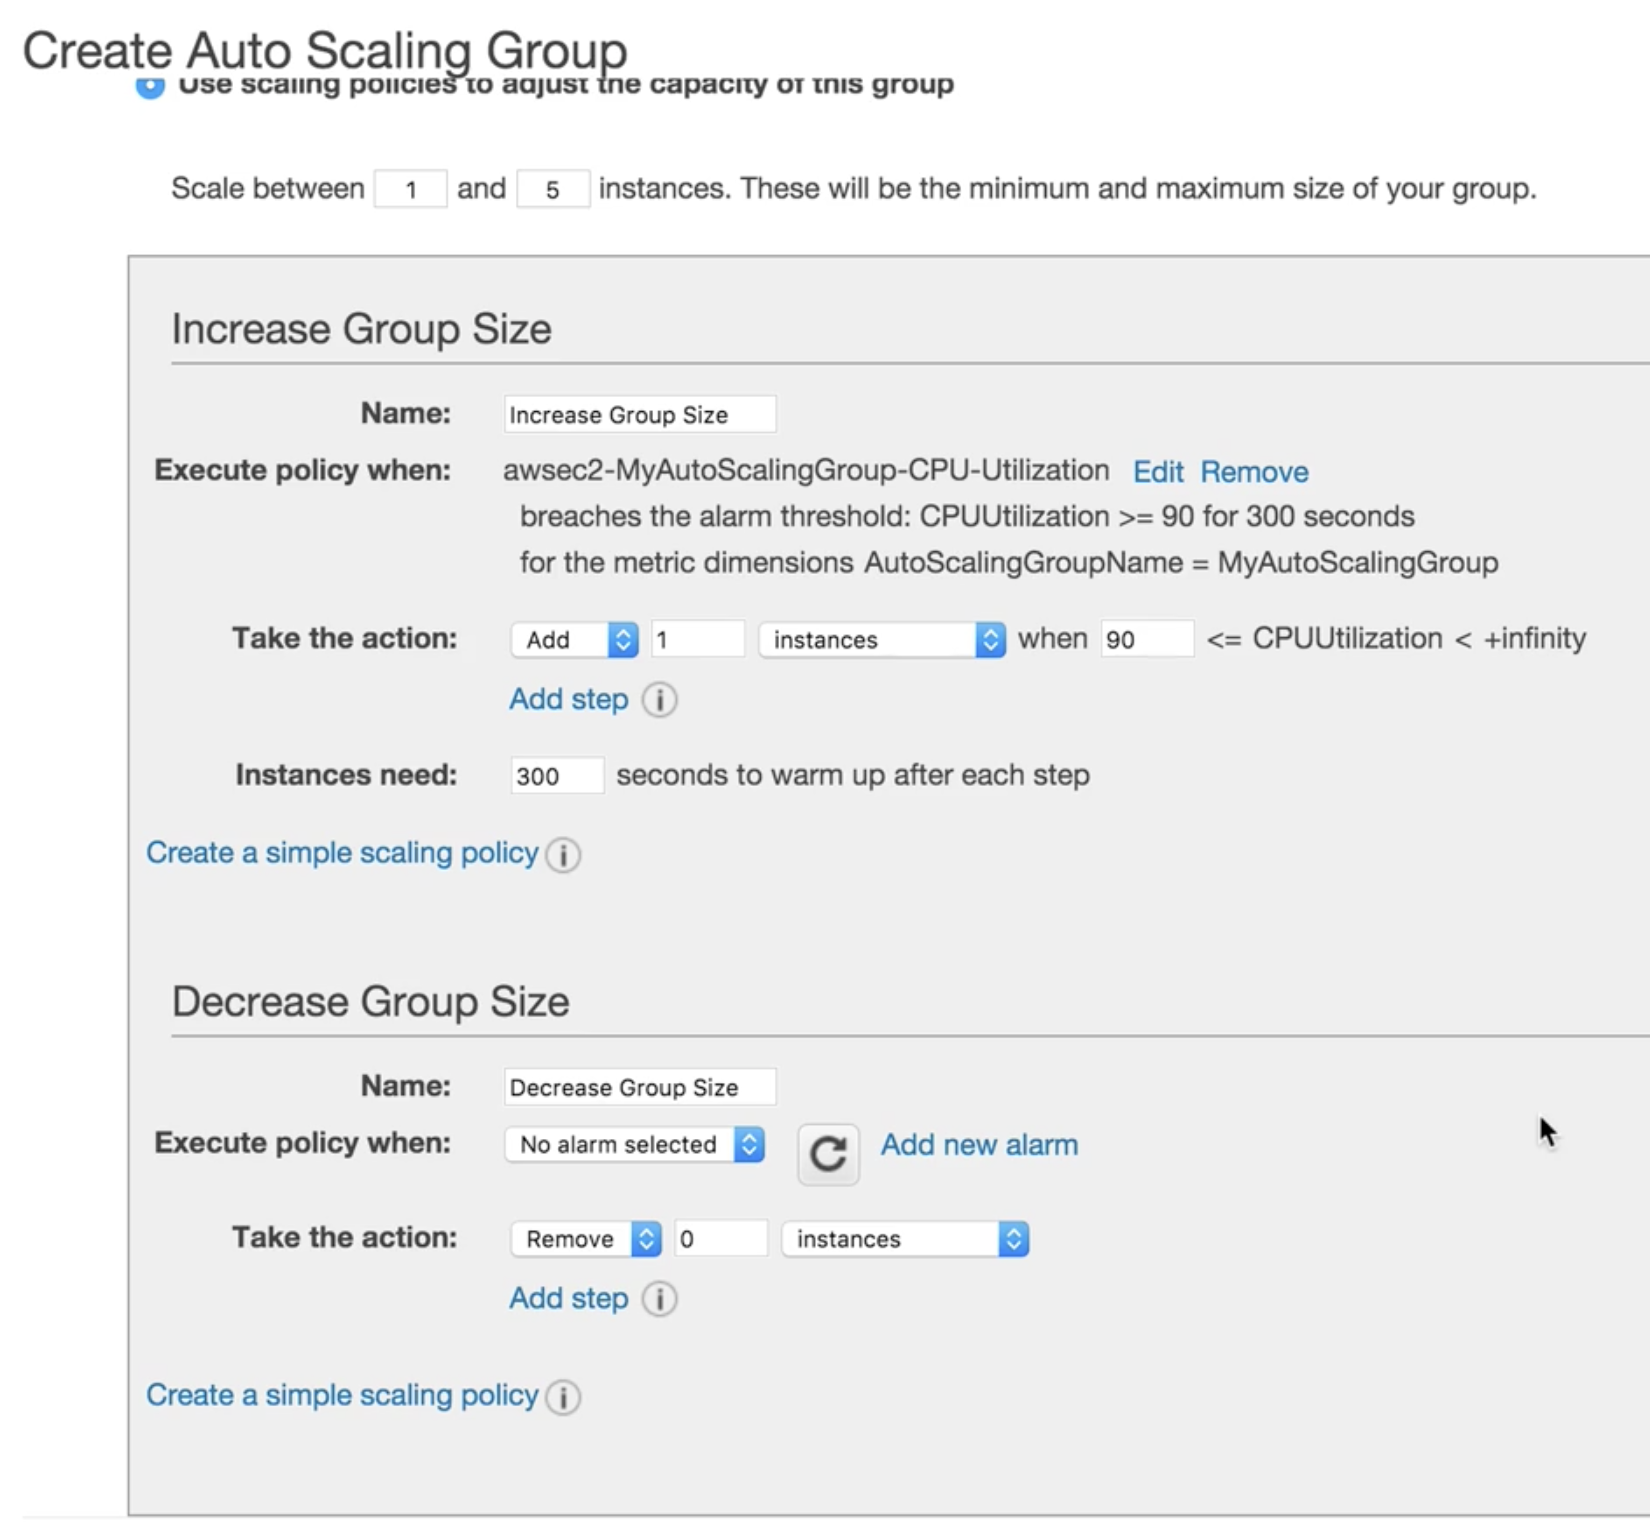 Create Auto Scaling Group
Use scaling policies to adjust the capacity of this group
Scale between 1 and 5 instances. These will be the minimum and maximum size of your group.
Increase Group Size
Name: Increase Group Size
Execute policy when: awsec2-MyAutoScalingGroup-CPU-Utilization Edit Remove
breaches the alarm threshold: CPUUtilization >= 90 for 300 seconds
for the metric dimensions AutoScalingGroupName = MyAutoScalingGroup
Take the action: Add 1 instances when 90 <= CPUUtilization < +infinity
Add step i
Instances need: 300 seconds to warm up after each step
Create a simple scaling policy i
Decrease Group Size
Name: Decrease Group Size
Execute policy when: No alarm selected Add new alarm
Take the action: Remove 0 instances
Add step i
Create a simple scaling policy i